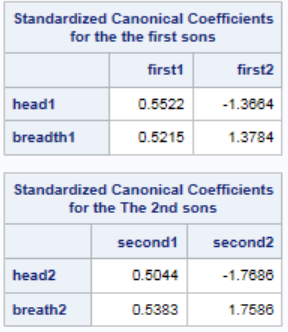 Standardized Canonical Coefficients
for the the first sons
first1 first2
head1 0.5522 -1.3664
breadth1 0.5215 1.3784
Standardized Canonical Coefficients
for the The 2nd sons
second1 second2
head2 0.5044 -1.7686
breath2 0.5383 1.7586